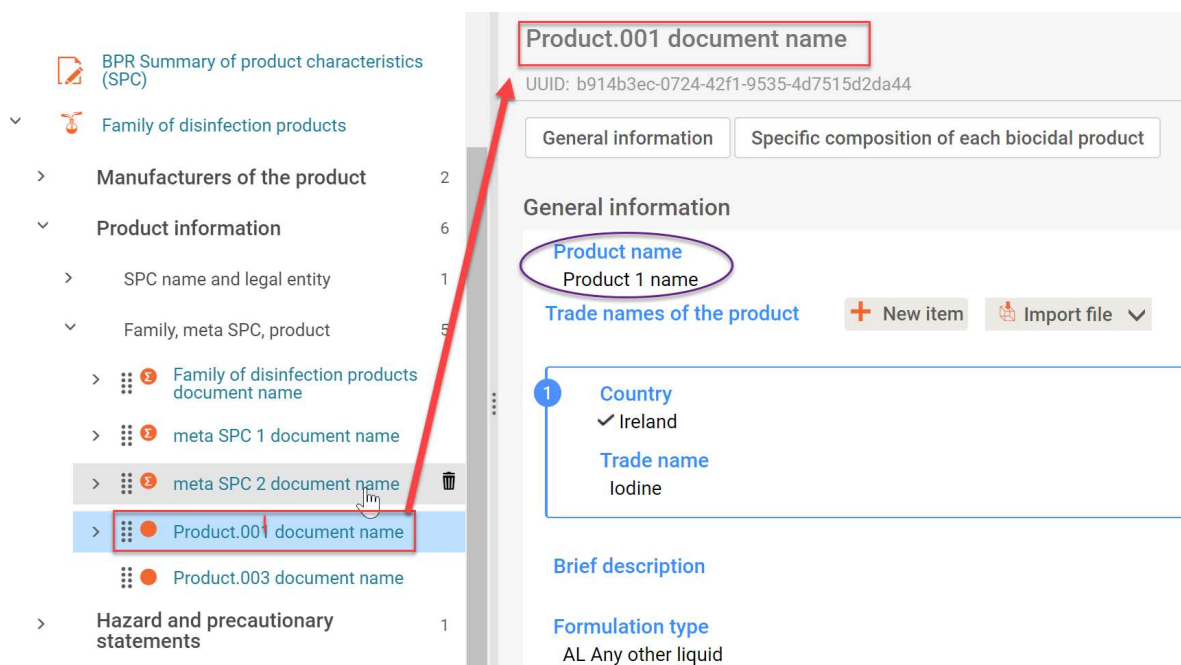 BPR Summary of product characteristics
(SPC)
Family of disinfection products
Manufacturers of the product 2
Product information 6
SPC name and legal entity 1
Family, meta SPC, product 5
Family of disinfection products
document name
meta SPC 1 document name
meta SPC 2 document name
Product.001 document name
Product.003 document name
Hazard and precautionary 1
statements
Product.001 document name
UUID: b914b3ec-0724-42f1-9535-4d7515d2da44
General information Specific composition of each biocidal product
General information
Product name
Product 1 name
Trade names of the product New item Import file
1 Country
Ireland
Trade name
Iodine
Brief description
Formulation type
AL Any other liquid